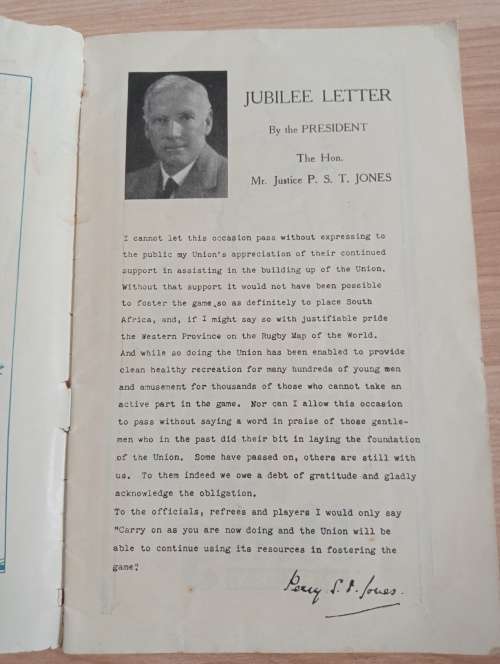 JUBILEE LETTER
By the PRESIDENT
The Hon.
Mr. Justice P. S. T. JONES
I cannot let this occasion pass without expressing to
the public my Union's appreciation of their continued
support in assisting in the building up of the Union.
Without that support it would not have been possible
to foster the game,so as definitely to place South
Africa, and, if I might say so with justifiable pride
the Western Province on the Rugby Map of the World.
And while so doing the Union has been enabled to provide
clean healthy recreation for many hundreds of young men
and amusement for thousands of those who cannot take an
active part in the game. Nor can I allow this occasion
to pass without saying a word in praise of those gentle-
men who in the past did their bit in laying the foundation
of the Union. Some have passed on, others are still with
us. To them indeed we owe a debt of gratitude and gladly
acknowledge the obligation.
To the officials, refrees and players I would only say
"Carry on as you are now doing and the Union will be
able to continue using its resources in fostering the
game"
Percy S. T. Jones.